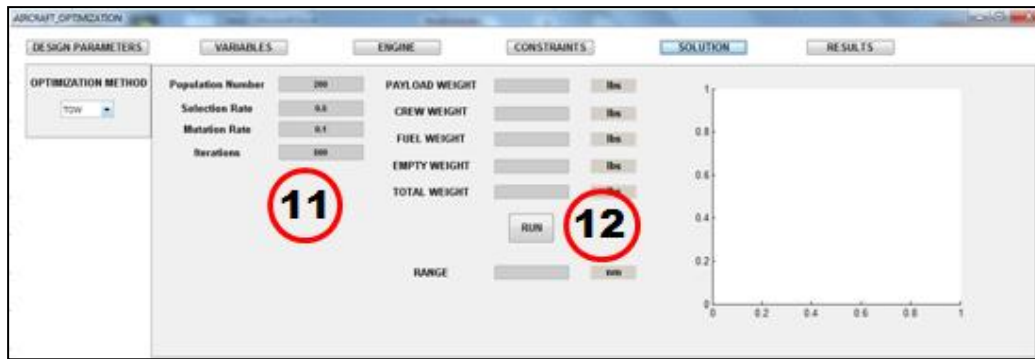 AIRCRAFT_OPTIMIZATION
DESIGN PARAMETERS VARIABLES ENGINE CONSTRAINTS SOLUTION RESULTS
OPTIMIZATION METHOD
TOW
Population Number 200
Selection Rate
Mutation Rate 0.1
Iterations
11
PAYLOAD WEIGHT lbs
CREW WEIGHT lbs
FUEL WEIGHT lbs
EMPTY WEIGHT lbs
TOTAL WEIGHT
RUN
12
RANGE nm
1
0.8
0.6
0.4
0.2
0
0 0.2 0.4 0.6 0.8 1